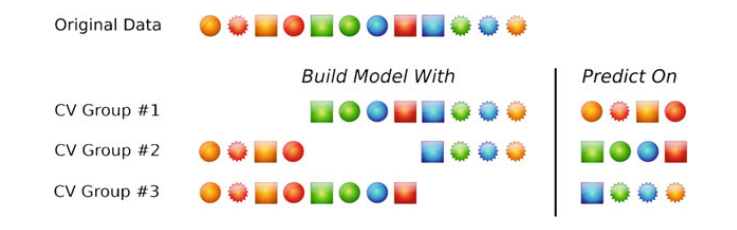 Original Data
Build Model With
Predict On
CV Group #1
CV Group #2
CV Group #3